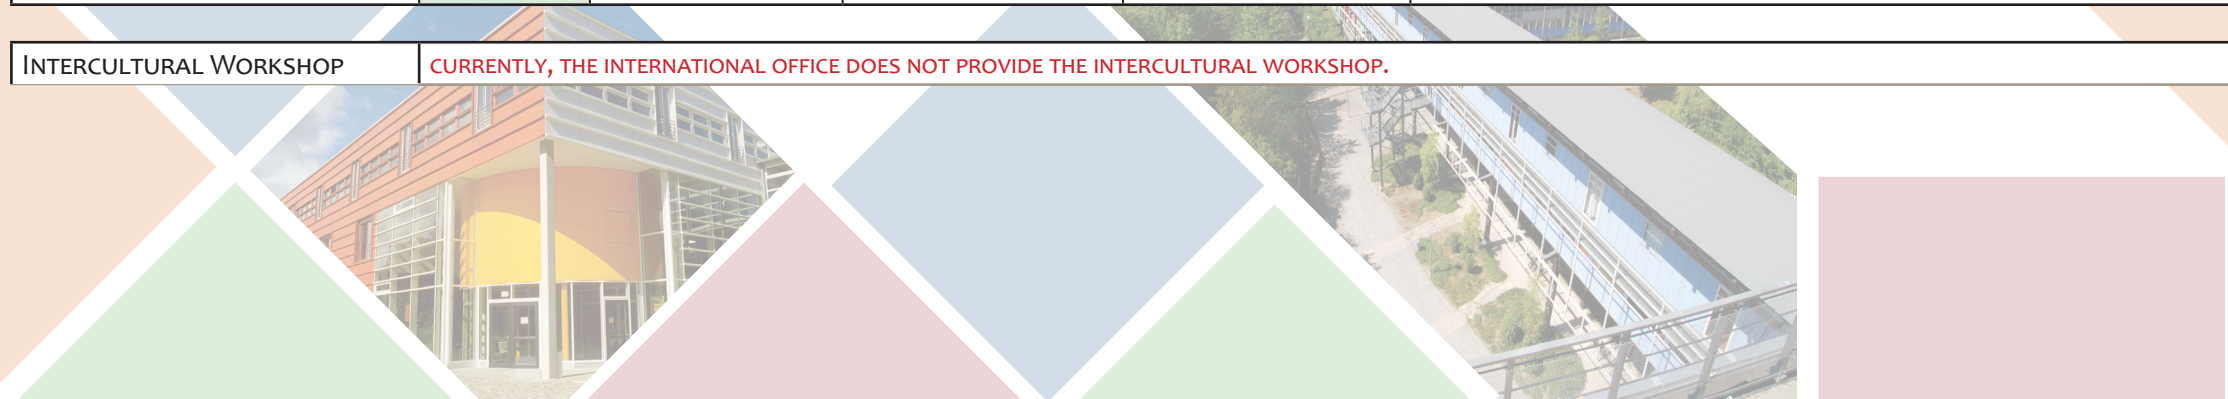 Intercultural Workshop
currently, the international office does not provide the intercultural workshop.